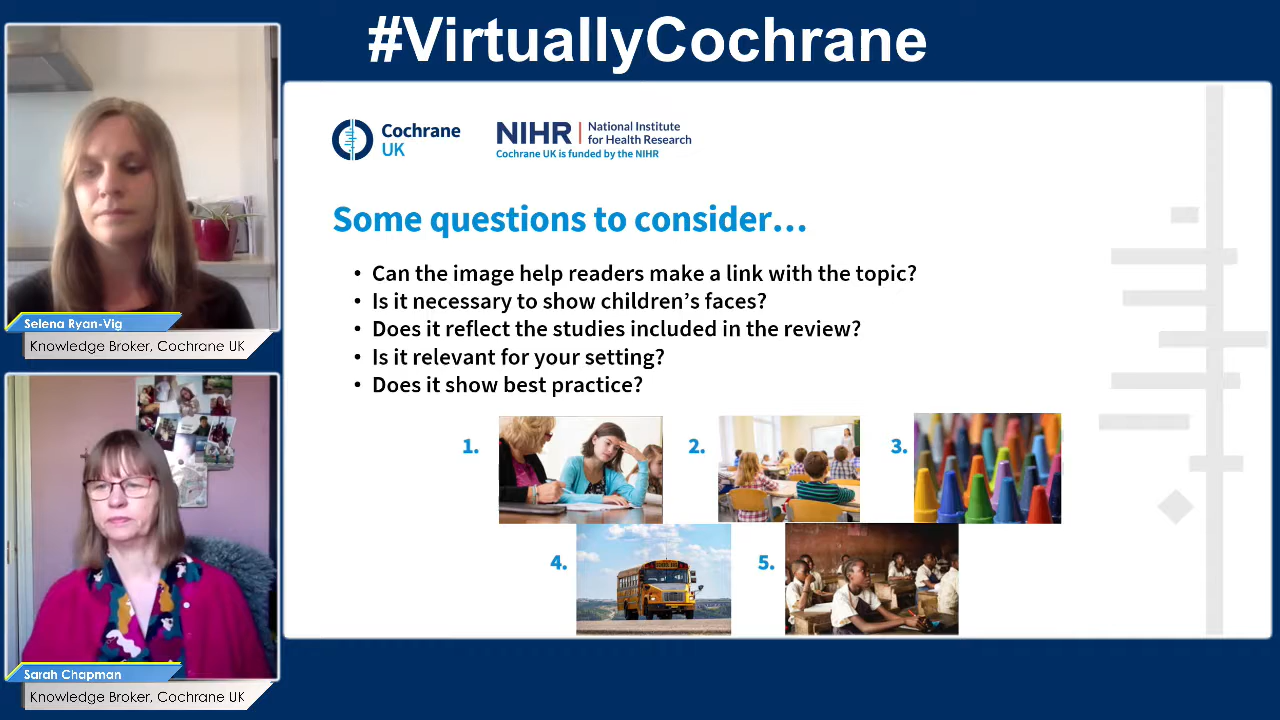 #VirtuallyCochrane
Selena Ryan-Vig
Knowledge Broker, Cochrane UK
Sarah Chapman
Knowledge Broker, Cochrane UK
Cochrane
UK
NIHR | National Institute
for Health Research
Cochrane UK is funded by the NIHR
Some questions to consider...
• Can the image help readers make a link with the topic?
• Is it necessary to show children's faces?
• Does it reflect the studies included in the review?
• Is it relevant for your setting?
• Does it show best practice?
1.
2.
3.
4.
5.